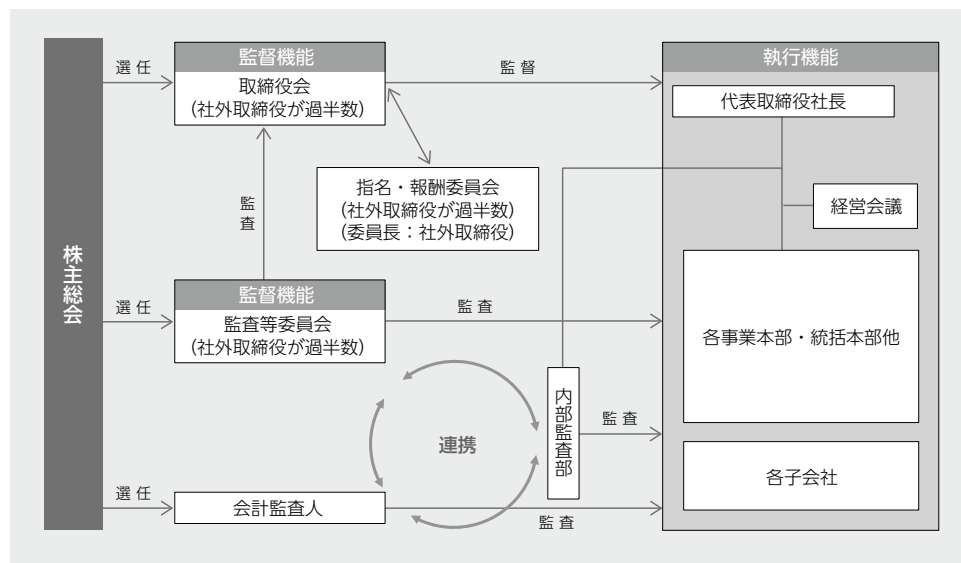 株主総会
選任
監督機能
取締役会
(社外取締役が過半数)
監督
指名・報酬委員会
(社外取締役が過半数)
(委員長：社外取締役)
監査
選任
監督機能
監査等委員会
(社外取締役が過半数)
監査
連携
内部監査部
監査
選任
会計監査人
監査
執行機能
代表取締役社長
経営会議
各事業本部・統括本部他
各子会社